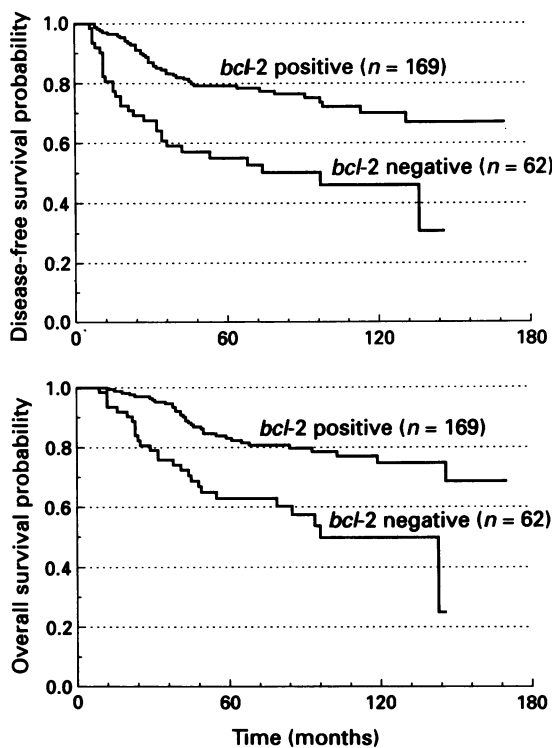 Disease-free survival probability
1.0
0.8
0.6
0.4
0.2
0.0
bcl-2 positive (n = 169)
bcl-2 negative (n = 62)
0 60 120 180
Overall survival probability
1.0
0.8
0.6
0.4
0.2
0.0
bcl-2 positive (n = 169)
bcl-2 negative (n = 62)
0 60 120 180
Time (months)